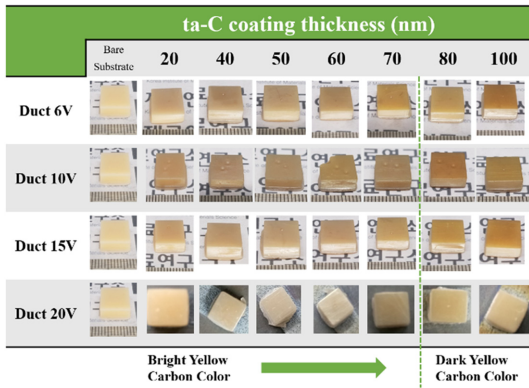 ta-C coating thickness (nm)
Bare
Substrate
20 40 50 60 70 80 100
Duct 6V
Duct 10V
Duct 15V
Duct 20V
Bright Yellow
Carbon Color
Dark Yellow
Carbon Color